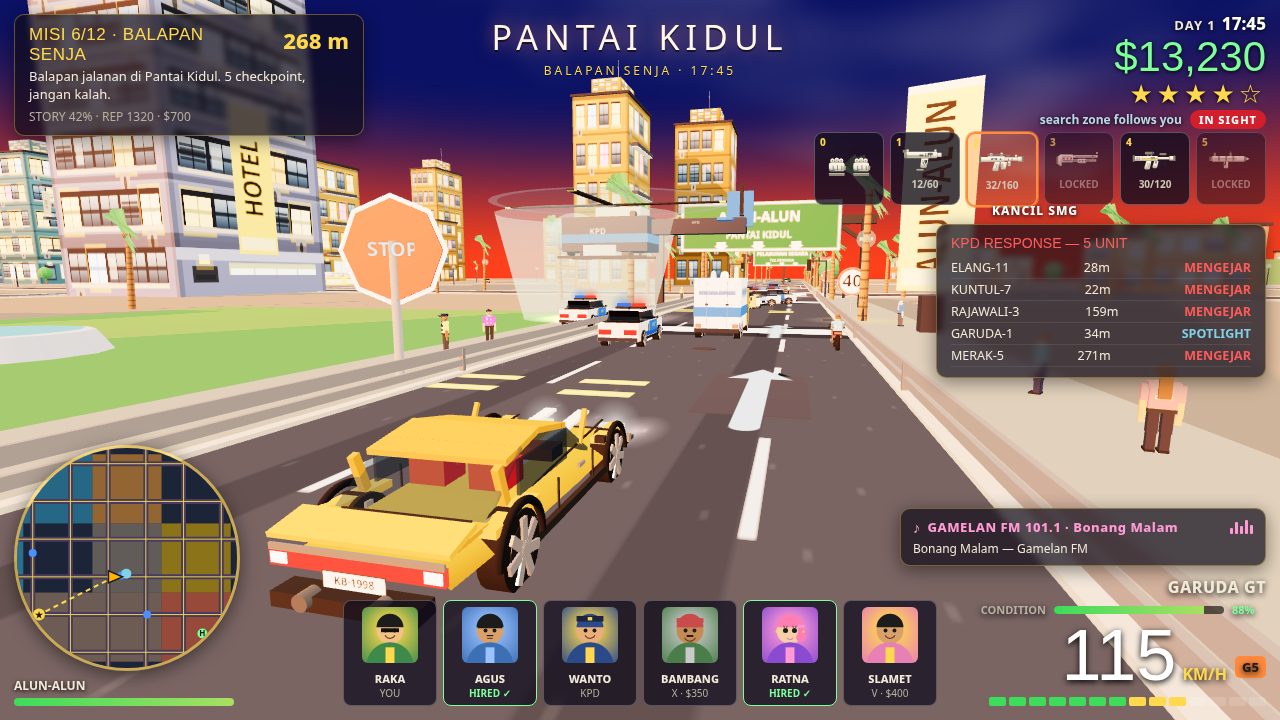 MISI 6/12 · BALAPAN SENJA
268 m
Balapan jalanan di Pantai Kidul. 5 checkpoint,
jangan kalah.
STORY 42% · REP 1320 · $700
PANTAI KIDUL
BALAPAN SENJA · 17:45
DAY 1 17:45
$13,230
★★★★☆
search zone follows you IN SIGHT
0
1
12/60
32/160
3
LOCKED
4
30/120
5
LOCKED
KANCIL SMG
KPD RESPONSE — 5 UNIT
ELANG-11 28m MENGEJAR
KUNTUL-7 22m MENGEJAR
RAJAWALI-3 159m MENGEJAR
GARUDA-1 34m SPOTLIGHT
MERAK-5 271m MENGEJAR
HOTEL
STOP
KPD
PANTAI KIDUL
40
KB 1998
♪ GAMELAN FM 101.1 · Bonang Malam
Bonang Malam — Gamelan FM
GARUDA GT
CONDITION 88%
115 KM/H G5
H
ALUN-ALUN
RAKA
YOU
AGUS
HIRED ✓
WANTO
KPD
BAMBANG
X · $350
RATNA
HIRED ✓
SLAMET
V · $400